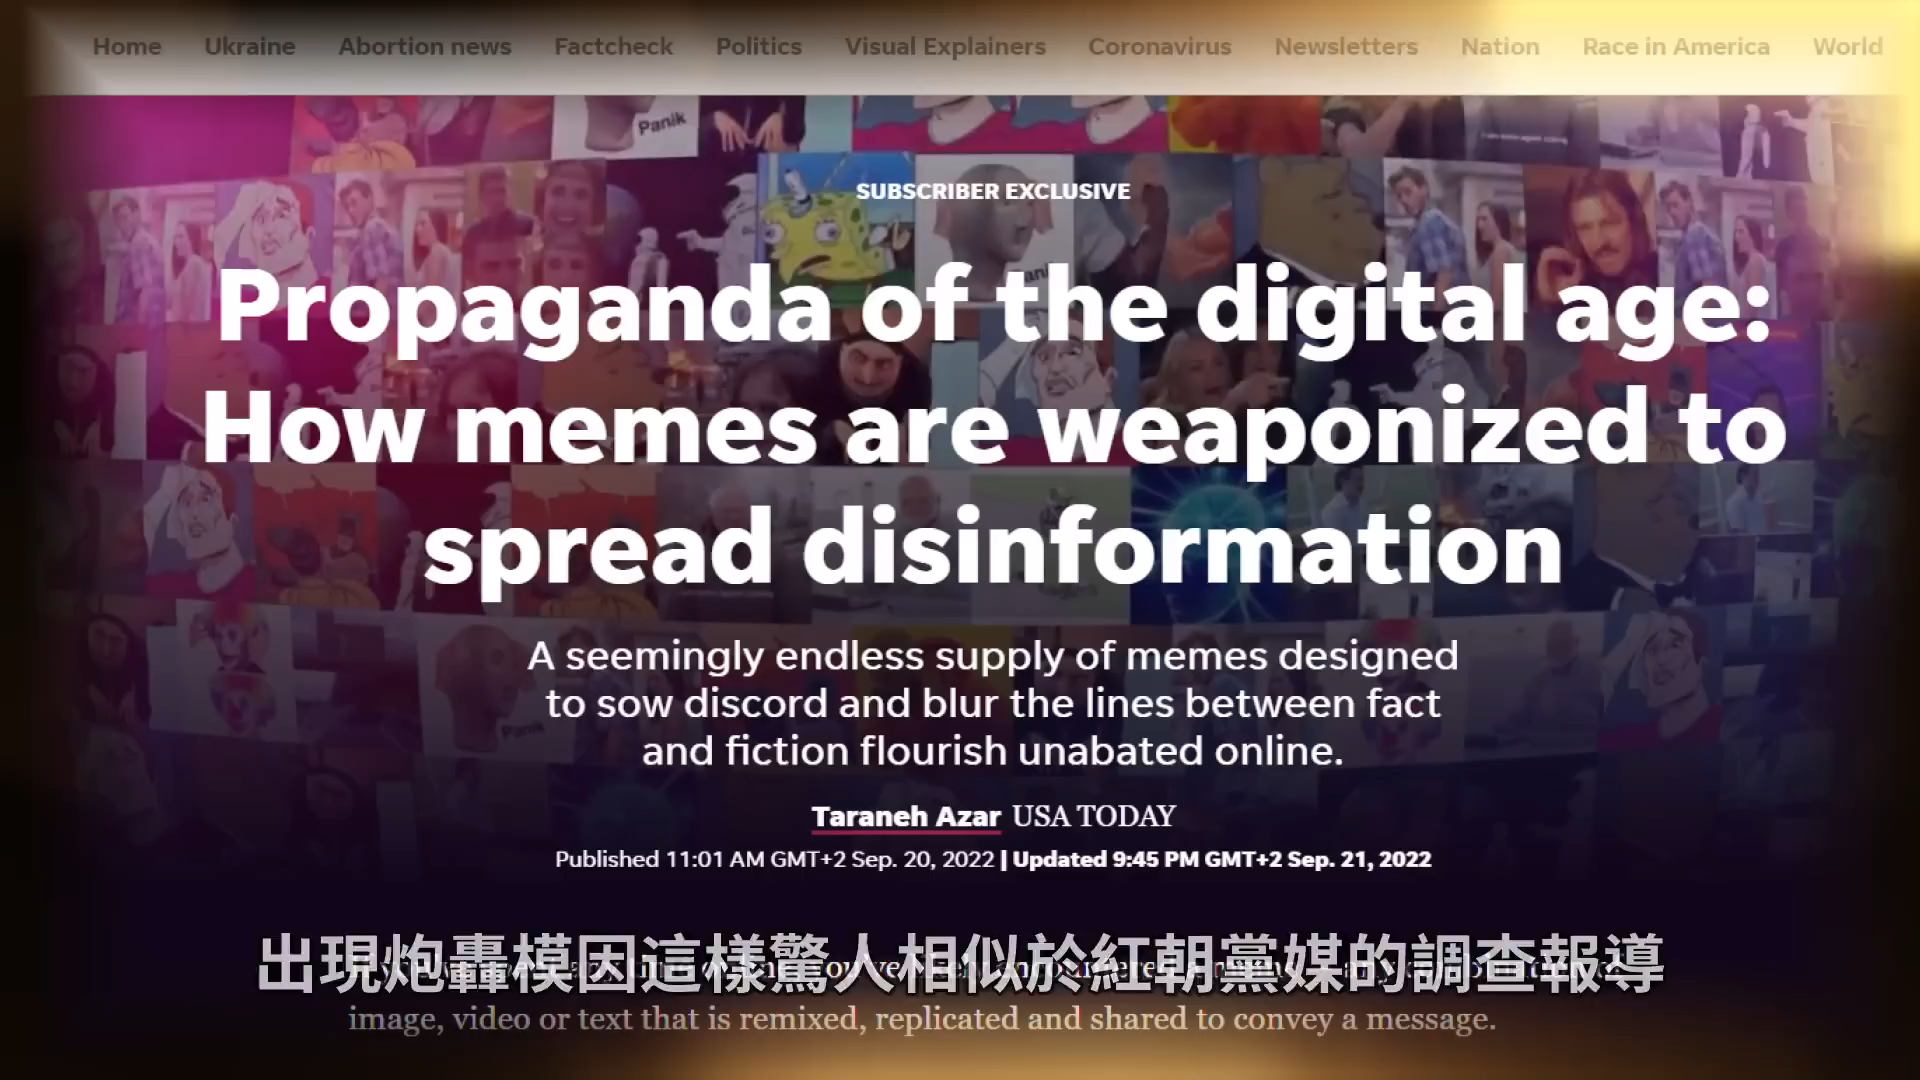 Home Ukraine Abortion news Factcheck Politics Visual Explainers Coronavirus Newsletters Nation Race in America World
Panik
SUBSCRIBER EXCLUSIVE
Propaganda of the digital age:
How memes are weaponized to
spread disinformation
A seemingly endless supply of memes designed
to sow discord and blur the lines between fact
and fiction flourish unabated online.
Panik
Taraneh Azar USA TODAY
Published 11:01 AM GMT+2 Sep. 20, 2022 | Updated 9:45 PM GMT+2 Sep. 21, 2022
出現炮轟模因這樣驚人相似於紅朝黨媒的調查報導
image, video or text that is remixed, replicated and shared to convey a message.